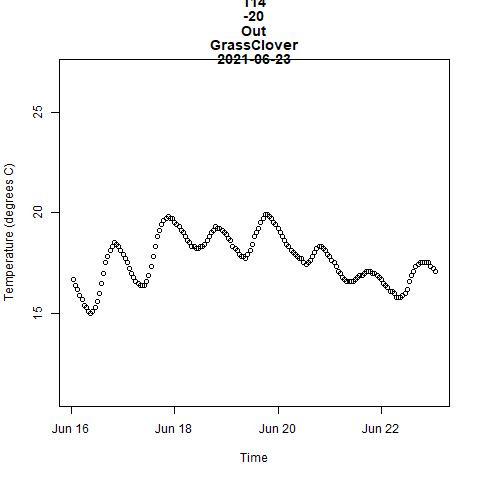 T14
-20
Out
GrassClover
2021-06-23
Temperature (degrees C)
25
20
15
Jun 16
Jun 18
Jun 20
Jun 22
Time